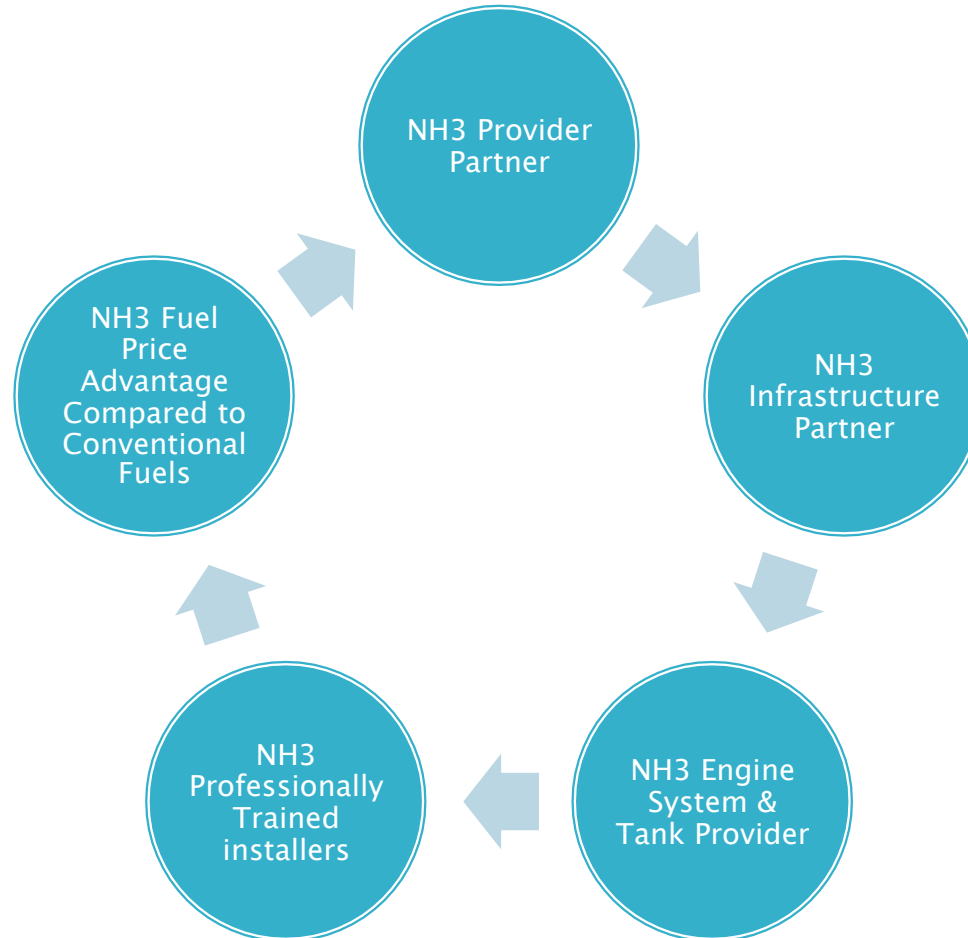 NH3 Provider
Partner
NH3
Infrastructure
Partner
NH3 Engine
System &
Tank Provider
NH3
Professionally
Trained
installers
NH3 Fuel
Price
Advantage
Compared to
Conventional
Fuels